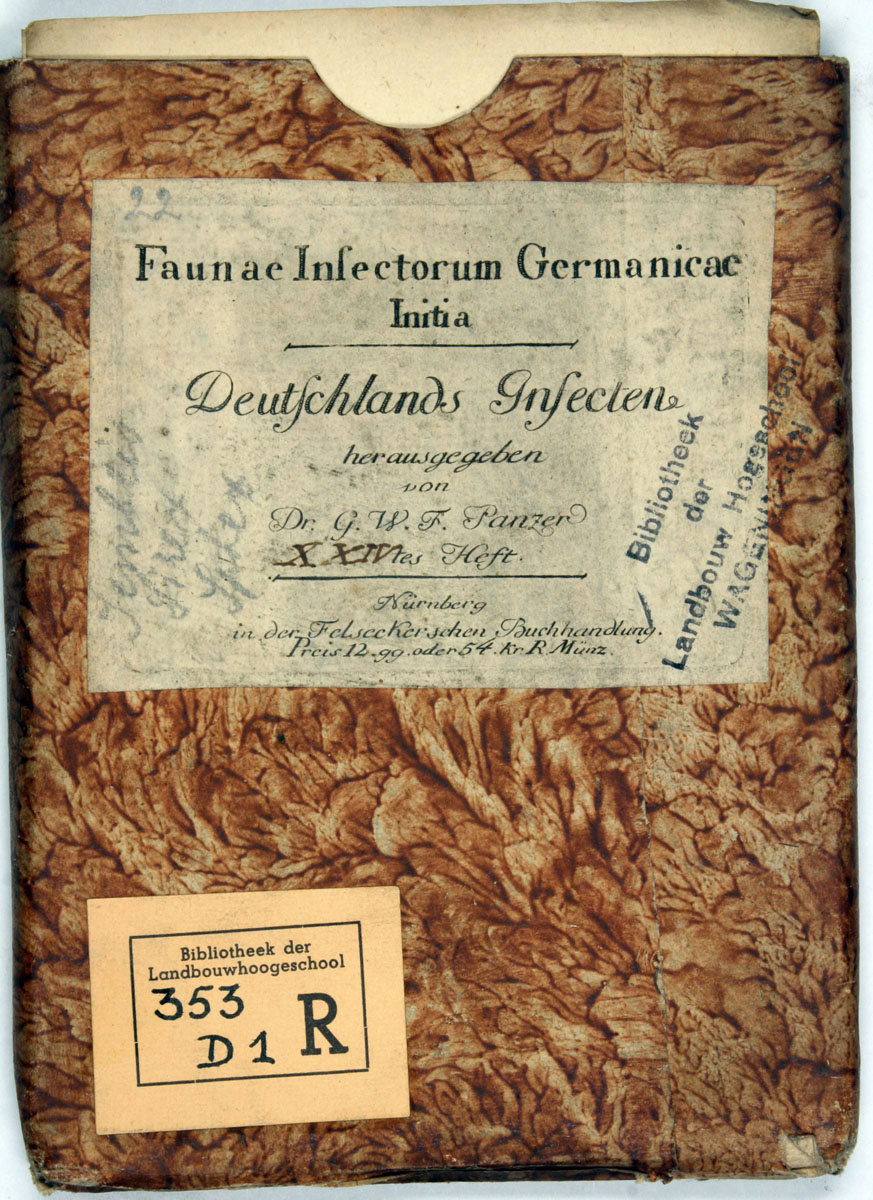 22
Faunae Inſectorum Germanicae
Initia
Deutſchlands Inſecten
herausgegeben
von
Dr. G. W. F. Panzer
XXIVtes Heft.
Nürnberg
in der Felseckerschen Buchhandlung.
Preis 12. gg. oder 54. Kr. R. Münz.
Bibliotheek
der
Landbouw Hogeschool
WAGENINGEN
Bibliotheek der
Landbouwhoogeschool
353
D1 R